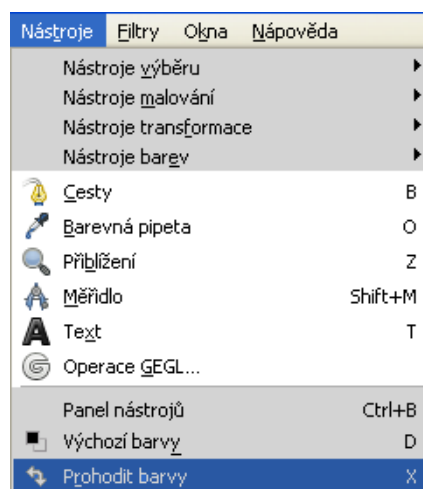 Nástroje Filtry Okna Nápověda
Nástroje výběru
Nástroje malování
Nástroje transformace
Nástroje barev
Cesty B
Barevná pipeta O
Přiblížení Z
Měřidlo Shift+M
Text T
Operace GEGL...
Panel nástrojů Ctrl+B
Výchozí barvy D
Prohodit barvy X